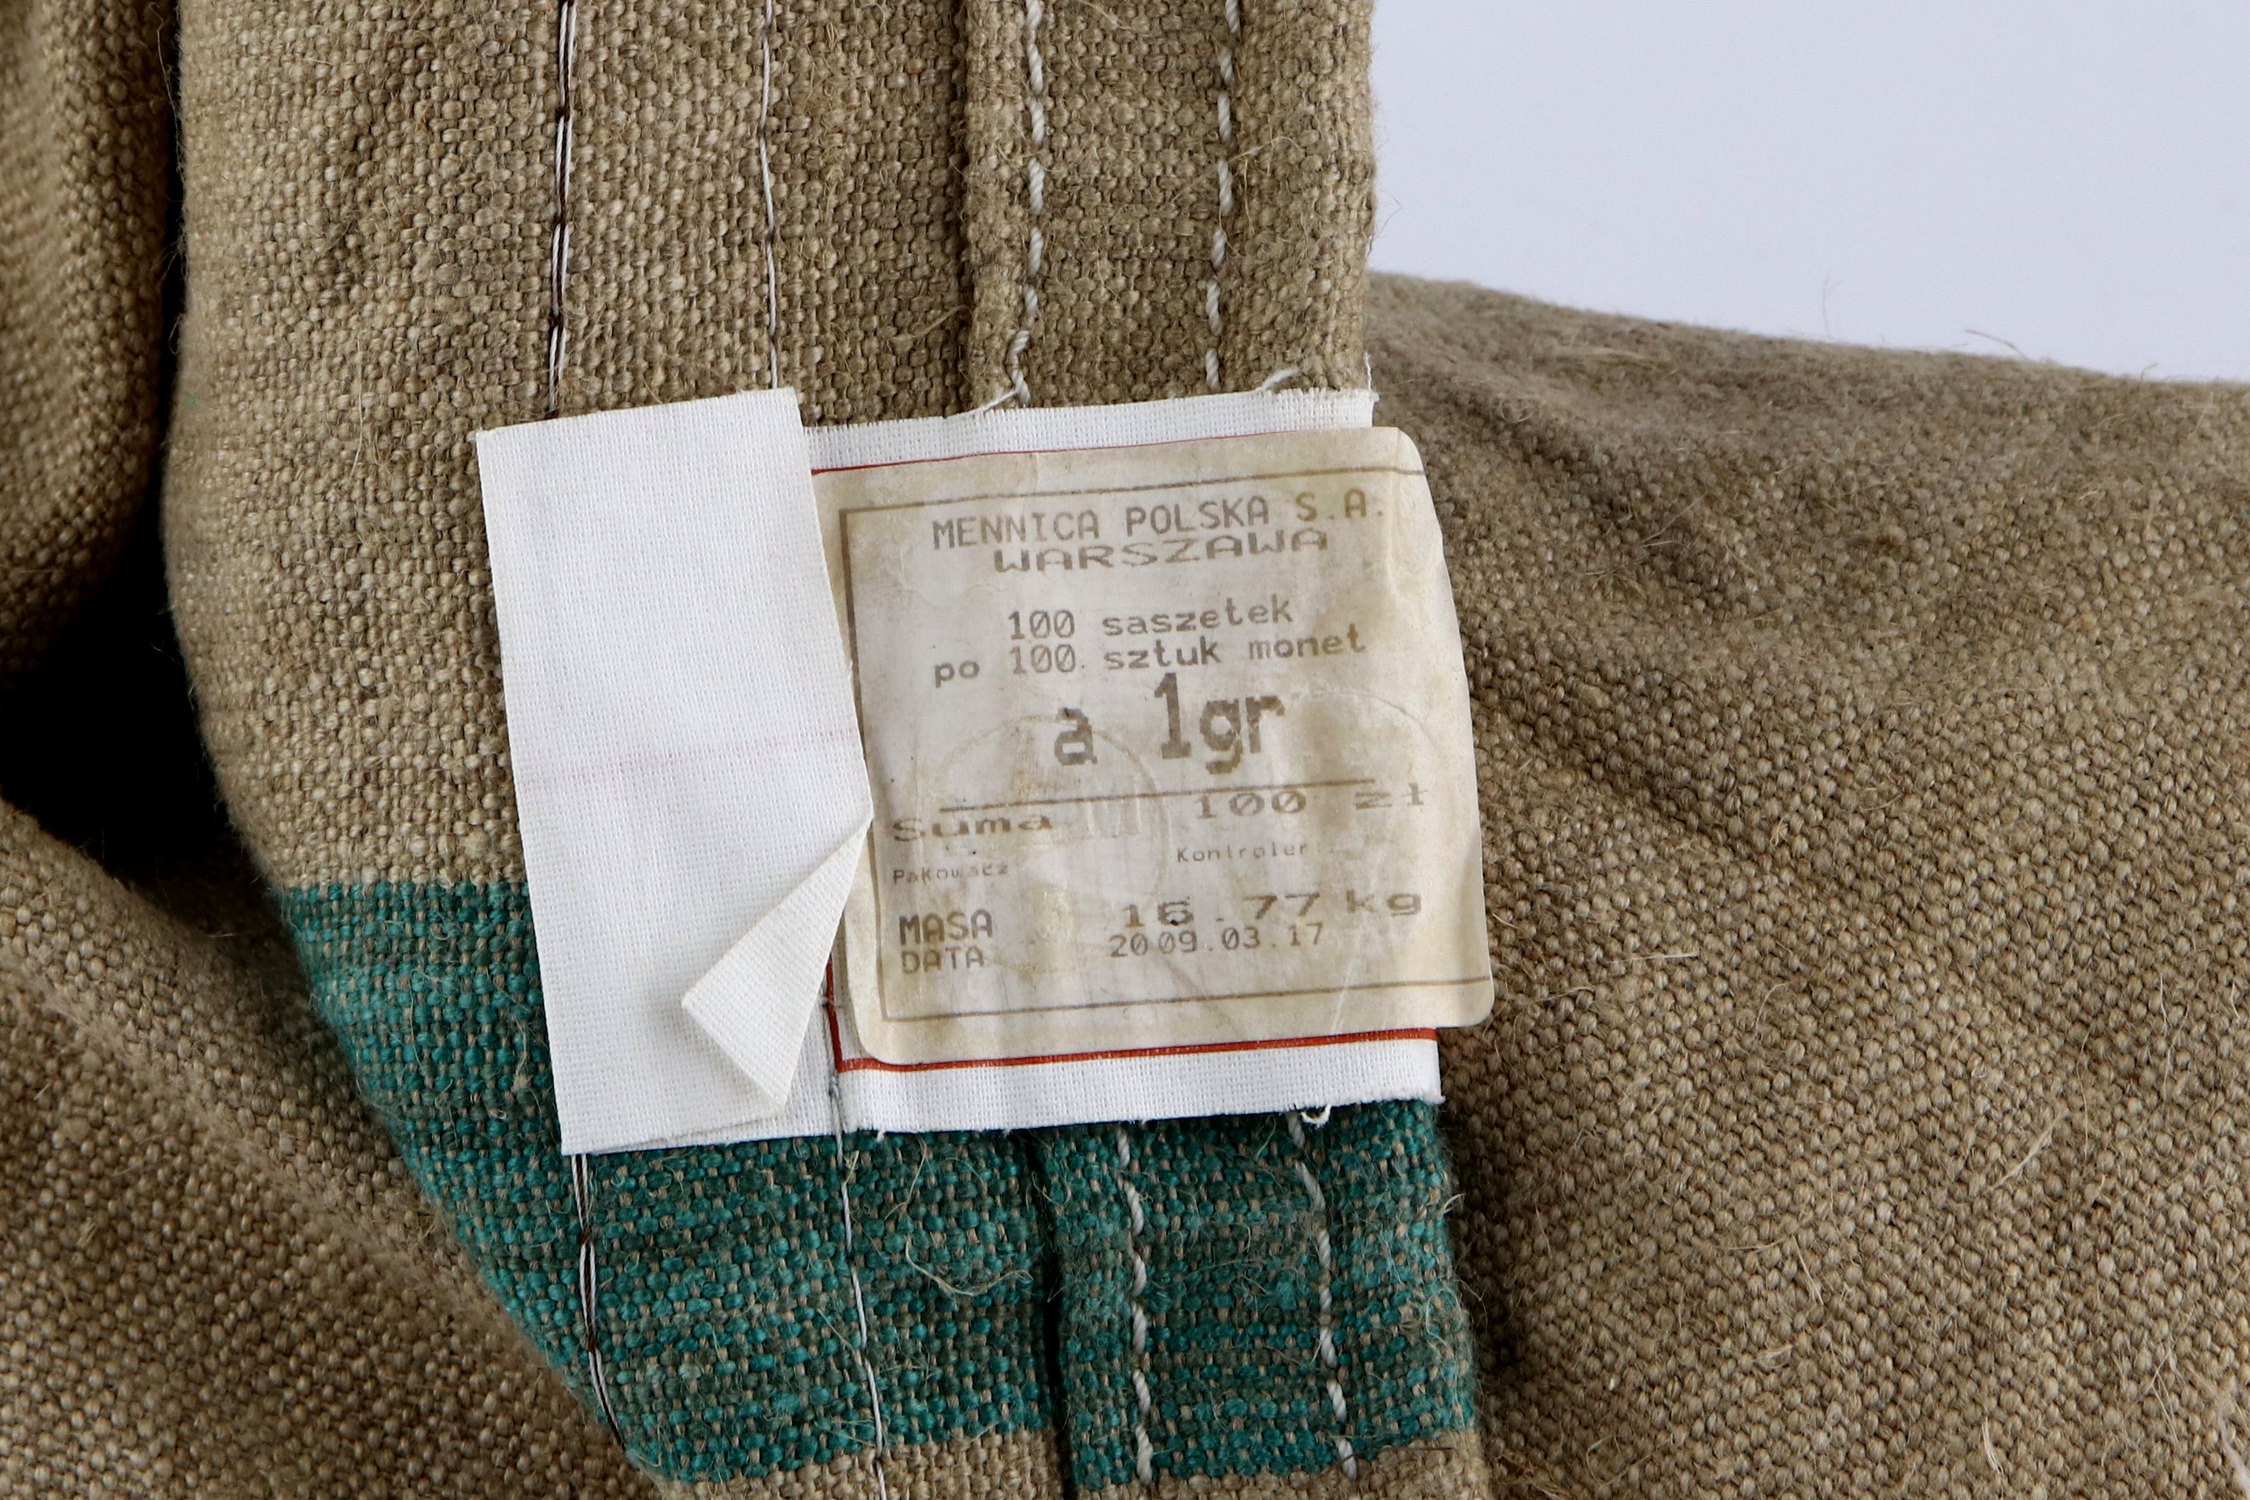 MENNICA POLSKA S.A.
WARSZAWA
100 saszetek
po 100 sztuk monet
a 1gr
Suma 100 zł
Pakowacz Kontroler
MASA 16.77 kg
DATA 2009.03.17